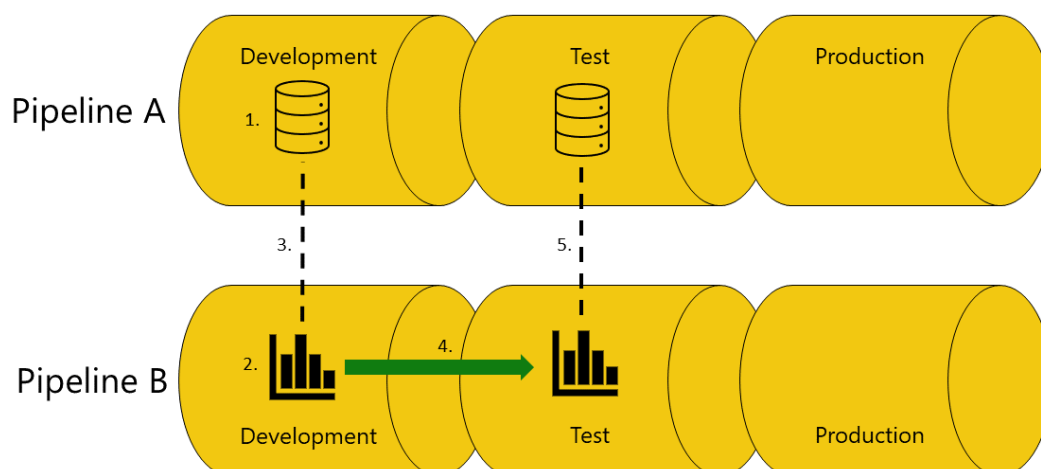 Development
Test
Production
Pipeline A
1.
3.
5.
4.
2.
Pipeline B
Development
Test
Production